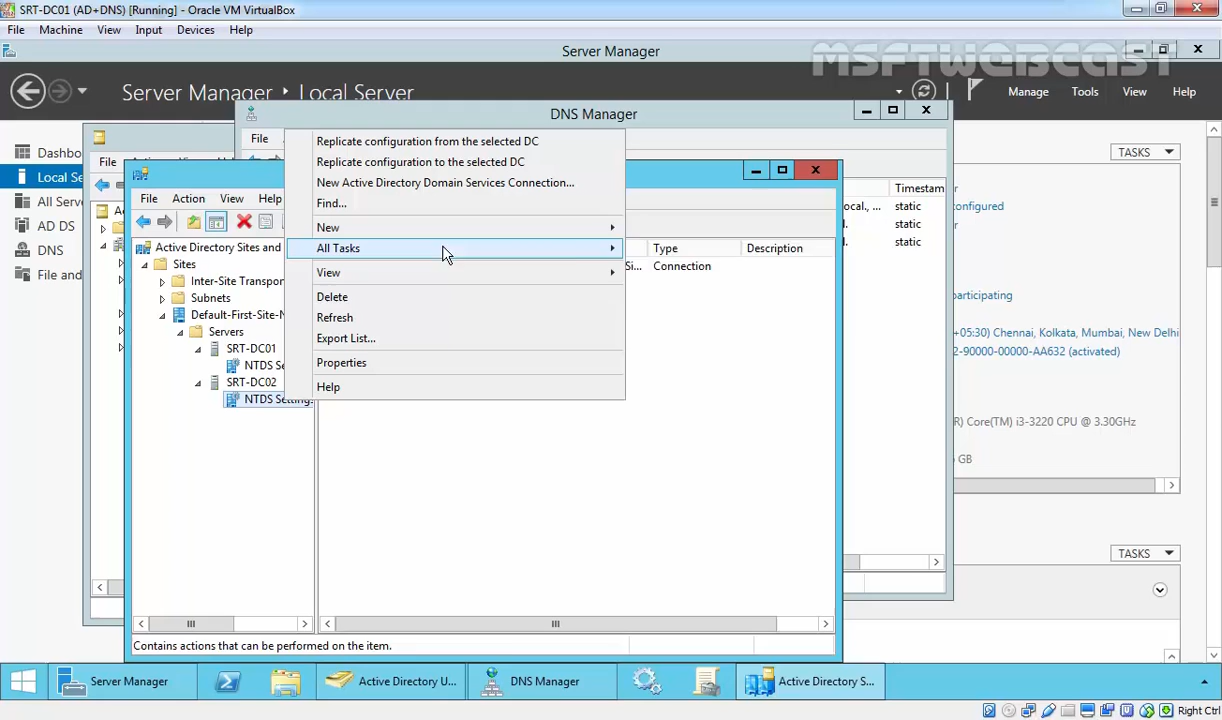 SRT-DC01 (AD+DNS) [Running] - Oracle VM VirtualBox
File Machine View Input Devices Help
Server Manager
MSFTWEBCAST
Server Manager Local Server
Manage Tools View Help
DNS Manager
File
Dashbo
Local Se
All Serve
AD DS
DNS
File and
File
Ac
TASKS
Timestam
ocal., ... static
l. static
l. static
configured
participating
+05:30) Chennai, Kolkata, Mumbai, New Delhi
2-90000-00000-AA632 (activated)
R) Core(TM) i3-3220 CPU @ 3.30GHz
GB
TASKS
File Action View Help
Active Directory Sites and
Sites
Inter-Site Transpor
Subnets
Default-First-Site-N
Servers
SRT-DC01
NTDS Se
SRT-DC02
NTDS Setting
Type Description
Si... Connection
Replicate configuration from the selected DC
Replicate configuration to the selected DC
New Active Directory Domain Services Connection...
Find...
New
All Tasks
View
Delete
Refresh
Export List...
Properties
Help
Contains actions that can be performed on the item.
Server Manager
Active Directory U...
DNS Manager
Active Directory S...
Right Ctrl